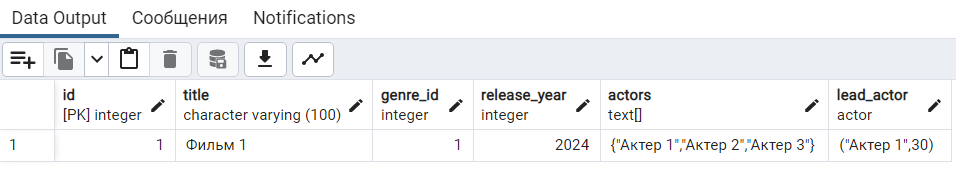 Data Output Сообщения Notifications
id title genre_id release_year actors lead_actor
[PK] integer character varying (100) integer integer text[] actor
1 1 Фильм 1 1 2024 {"Актер 1","Актер 2","Актер 3"} ("Актер 1",30)